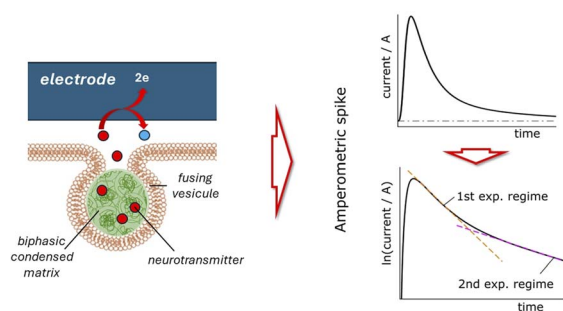 electrode
2e
fusing
vesicule
biphasic
condensed
matrix
neurotransmitter
Amperometric spike
current / A
time
ln(current / A)
1st exp. regime
2nd exp. regime
time